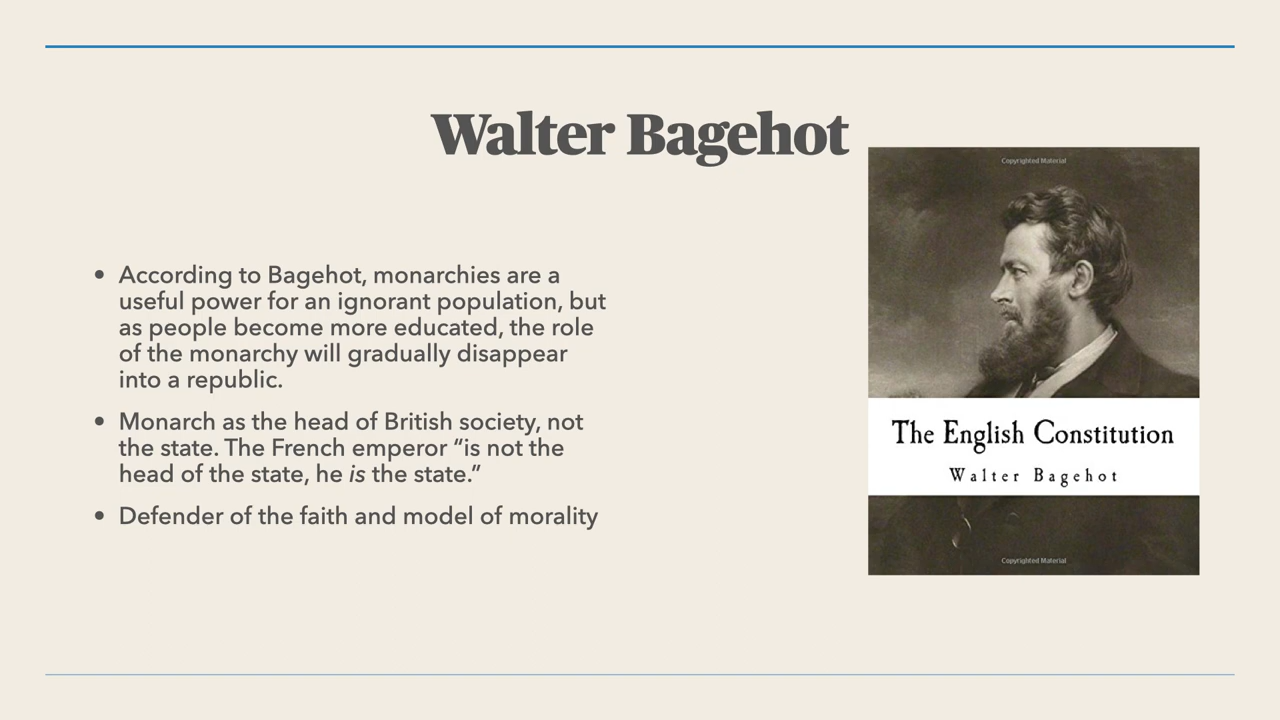 Walter Bagehot
• According to Bagehot, monarchies are a
useful power for an ignorant population, but
as people become more educated, the role
of the monarchy will gradually disappear
into a republic.
• Monarch as the head of British society, not
the state. The French emperor “is not the
head of the state, he is the state.”
• Defender of the faith and model of morality
Copyrighted Material
The English Constitution
Walter Bagehot
Copyrighted Material